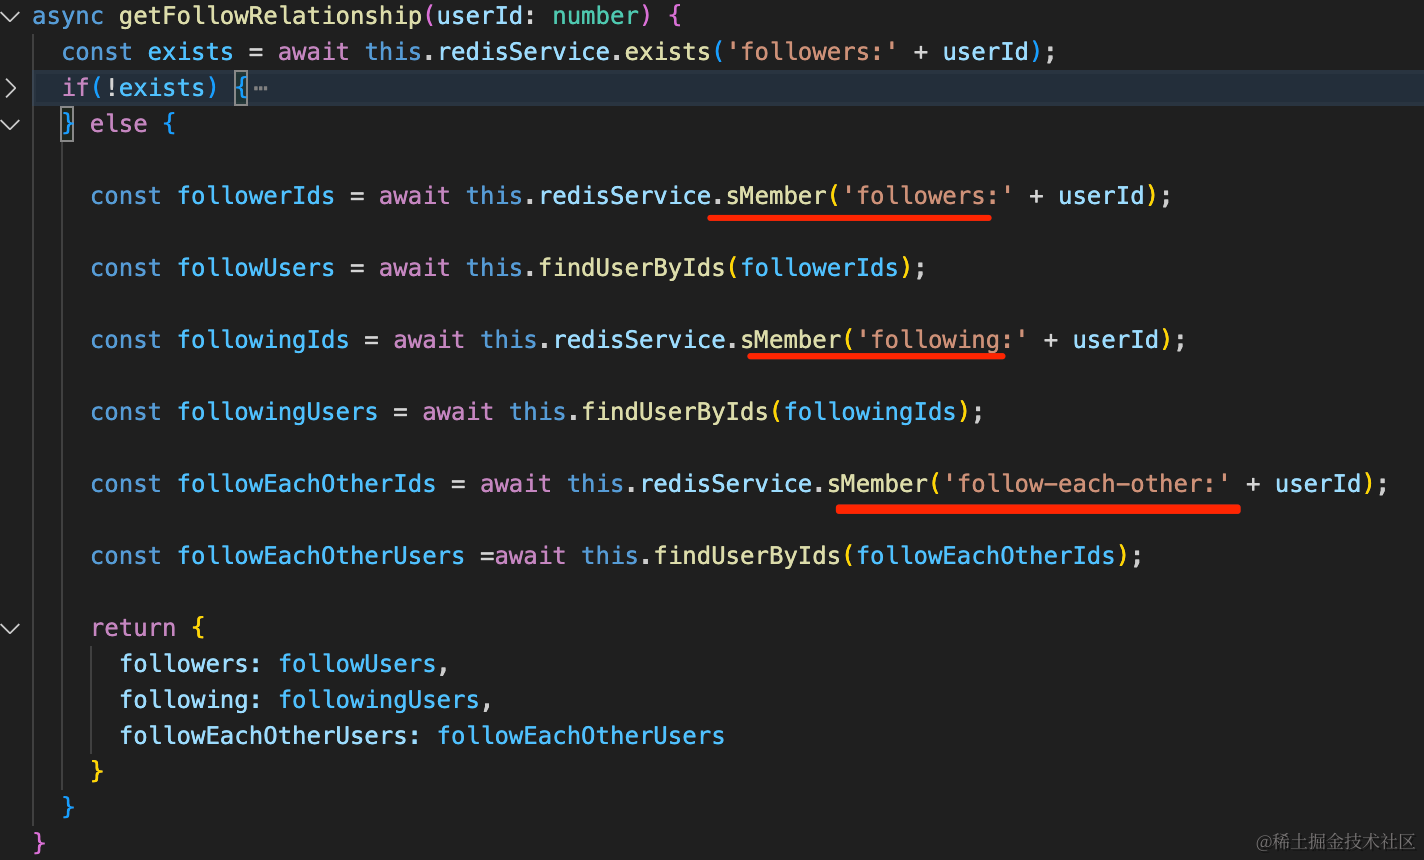 async getFollowRelationship(userId: number) {
const exists = await this.redisService.exists('followers:' + userId);
if(!exists) {⋯
} else {
const followerIds = await this.redisService.sMember('followers:' + userId);
const followUsers = await this.findUserByIds(followerIds);
const followingIds = await this.redisService.sMember('following:' + userId);
const followingUsers = await this.findUserByIds(followingIds);
const followEachOtherIds = await this.redisService.sMember('follow-each-other:' + userId);
const followEachOtherUsers =await this.findUserByIds(followEachOtherIds);
return {
followers: followUsers,
following: followingUsers,
followEachOtherUsers: followEachOtherUsers
}
}
}
@稀土掘金技术社区